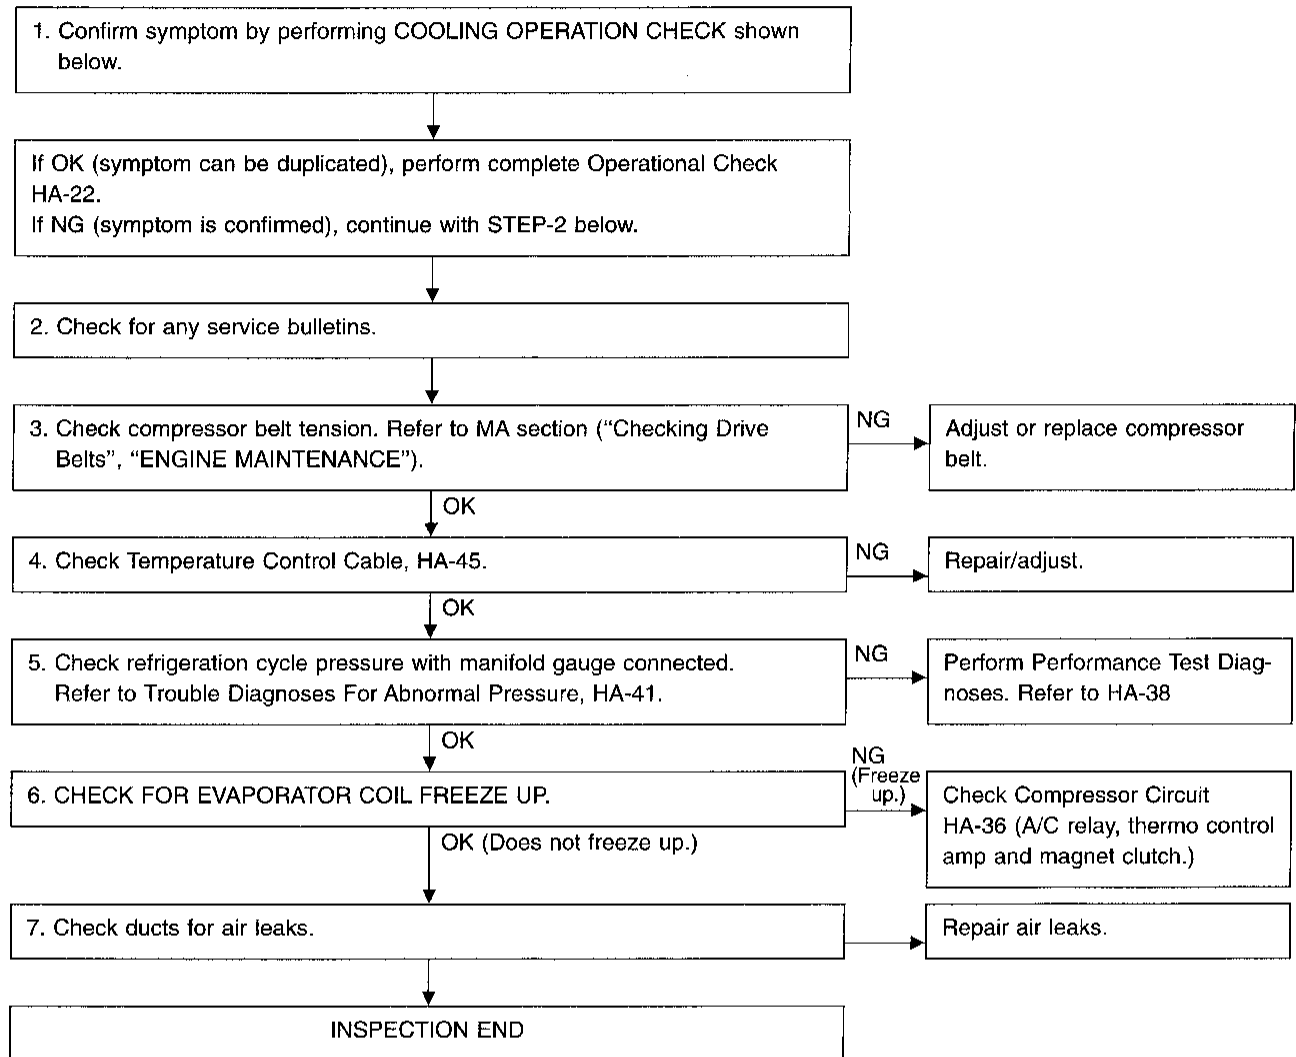 1. Confirm symptom by performing COOLING OPERATION CHECK shown
below.
If OK (symptom can be duplicated), perform complete Operational Check
HA-22.
If NG (symptom is confirmed), continue with STEP-2 below.
2. Check for any service bulletins.
3. Check compressor belt tension. Refer to MA section (“Checking Drive
Belts”, “ENGINE MAINTENANCE”).
NG
Adjust or replace compressor
belt.
OK
4. Check Temperature Control Cable, HA-45.
NG
Repair/adjust.
OK
5. Check refrigeration cycle pressure with manifold gauge connected.
Refer to Trouble Diagnoses For Abnormal Pressure, HA-41.
NG
Perform Performance Test Diag-
noses. Refer to HA-38
OK
6. CHECK FOR EVAPORATOR COIL FREEZE UP.
NG
(Freeze
up.)
Check Compressor Circuit
HA-36 (A/C relay, thermo control
amp and magnet clutch.)
OK (Does not freeze up.)
7. Check ducts for air leaks.
Repair air leaks.
INSPECTION END